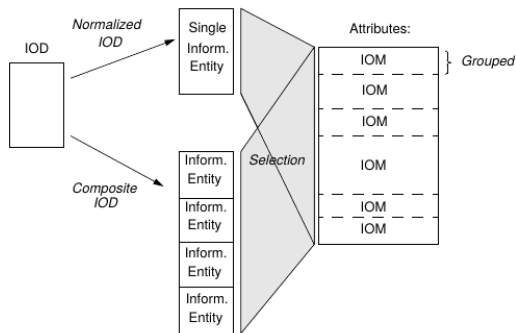 Normalized
IOD
IOD
Single
Inform.
Entity
Attributes:
IOM
Grouped
IOM
IOM
IOM
IOM
IOM
Selection
Composite
IOD
Inform.
Entity
Inform.
Entity
Inform.
Entity
Inform.
Entity